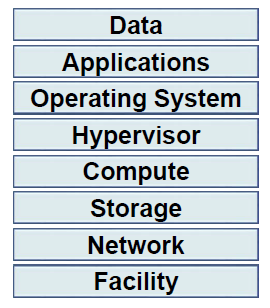 Data
Applications
Operating System
Hypervisor
Compute
Storage
Network
Facility